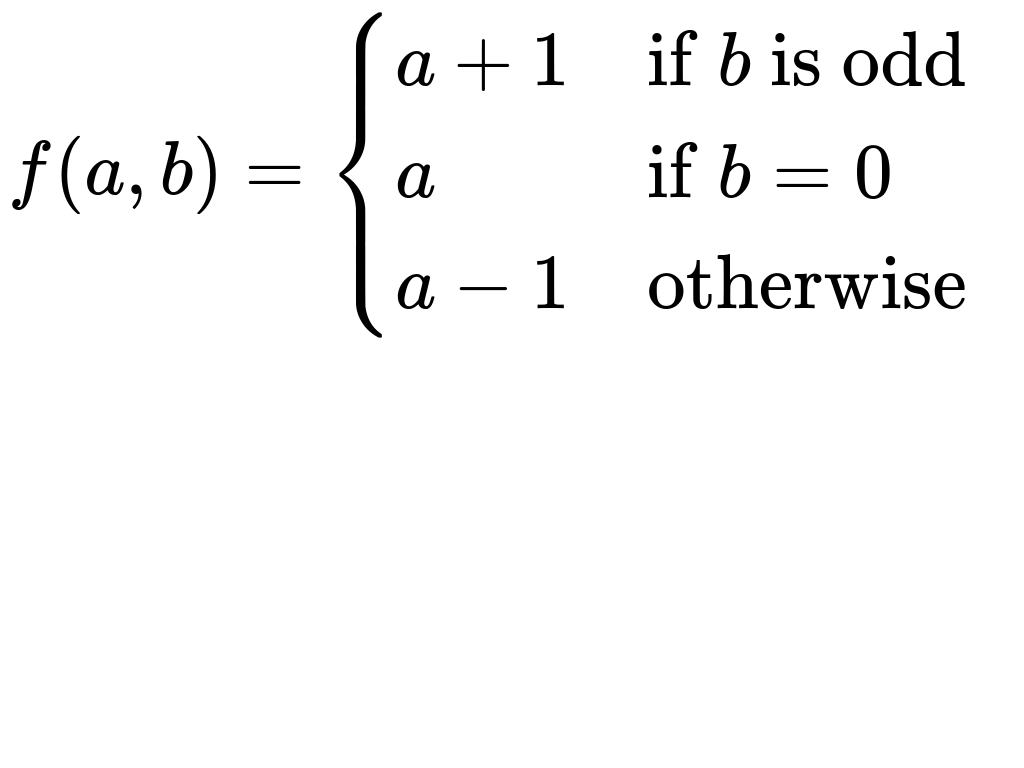 f(a, b) = { a + 1 if b is odd
a if b = 0
a − 1 otherwise